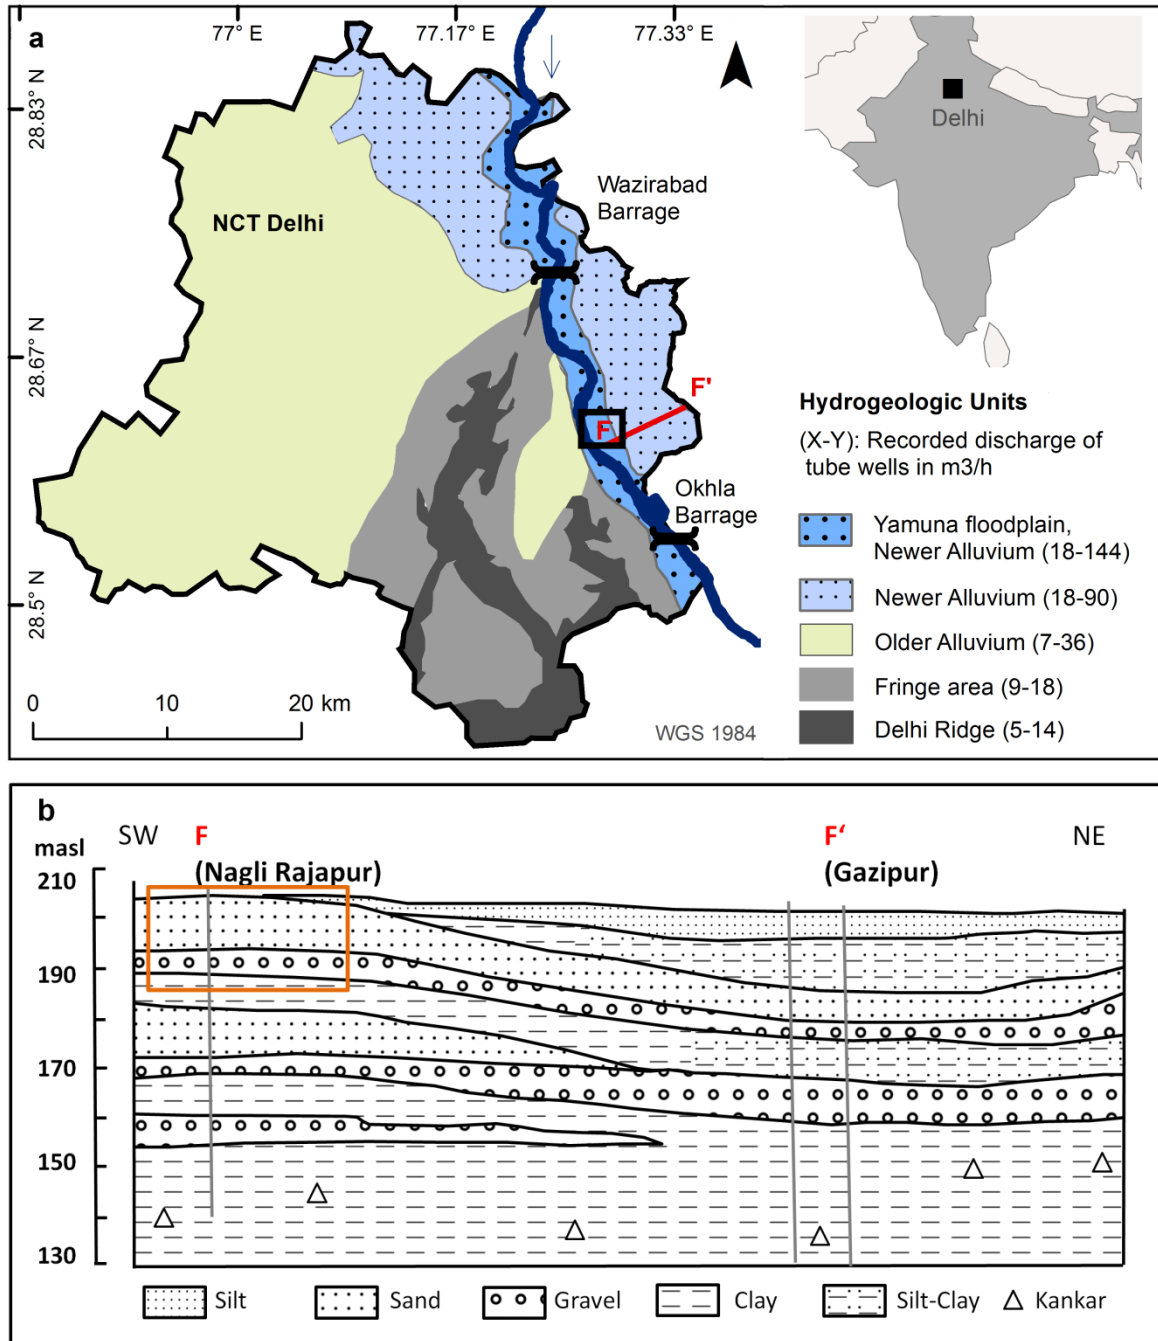 a
77° E
77.17° E
77.33° E
28.83° N
28.67° N
28.5° N
Wazirabad
Barrage
NCT Delhi
F'
F
Okhla
Barrage
0 10 20 km
WGS 1984
Delhi
Hydrogeologic Units
(X-Y): Recorded discharge of
tube wells in m3/h
Yamuna floodplain,
Newer Alluvium (18-144)
Newer Alluvium (18-90)
Older Alluvium (7-36)
Fringe area (9-18)
Delhi Ridge (5-14)
b
SW F F‘ NE
masl (Nagli Rajapur) (Gazipur)
210
190
170
150
130
Silt Sand Gravel Clay Silt-Clay Kankar